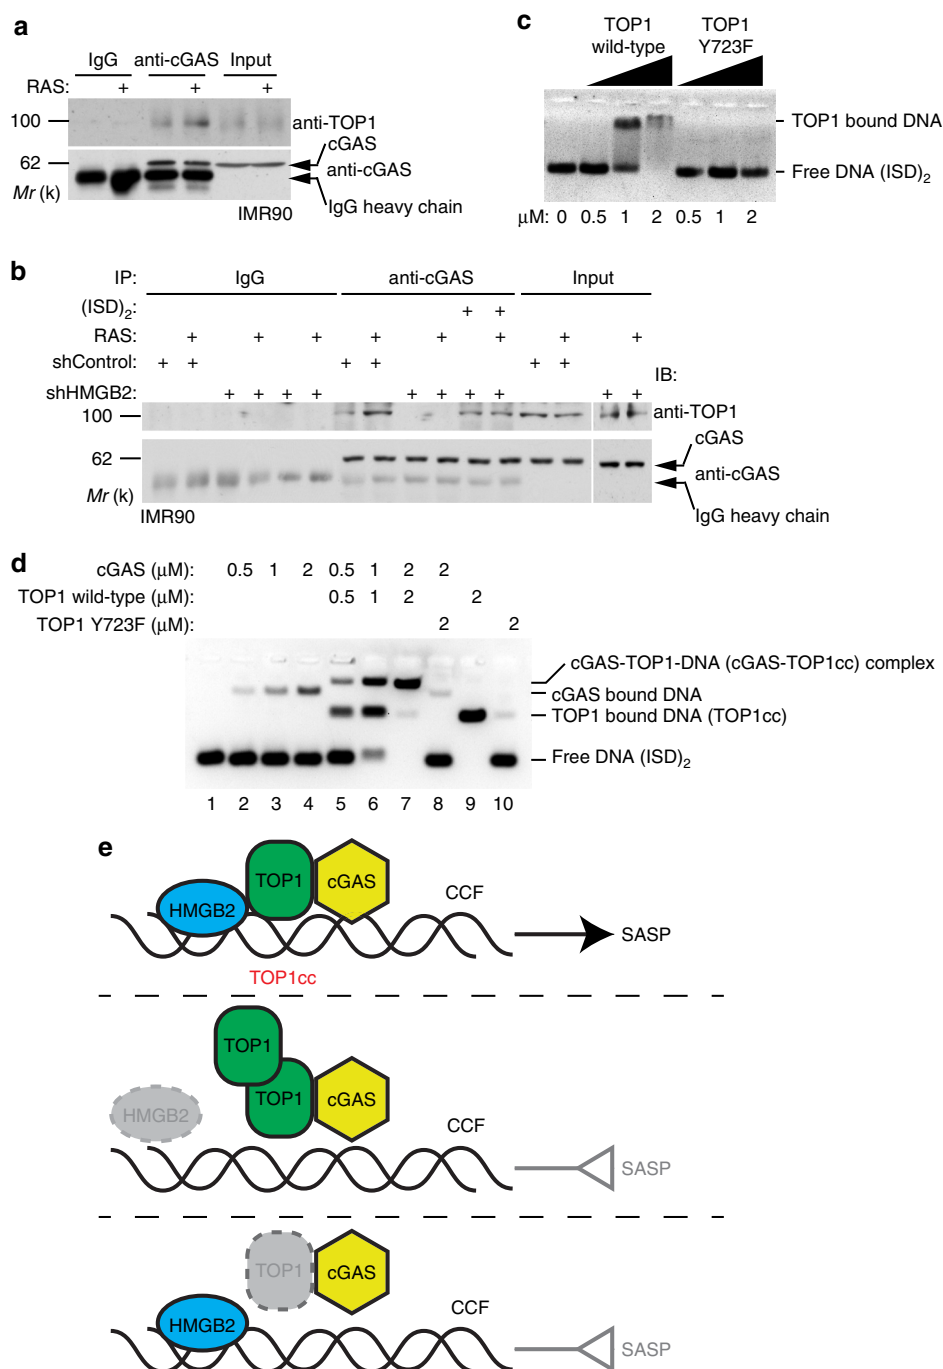 a
IgG anti-cGAS Input
RAS: + + +
100 anti-TOP1
62 cGAS
anti-cGAS
Mr (k) IgG heavy chain
IMR90
c
TOP1 wild-type TOP1 Y723F
TOP1 bound DNA
Free DNA (ISD)2
µM: 0 0.5 1 2 0.5 1 2
b
IP: IgG anti-cGAS Input
(ISD)2: + +
RAS: + + + + + + + +
shControl: + + + + + +
IB:
shHMGB2: + + + + + + + + + +
100 anti-TOP1
62 cGAS
anti-cGAS
Mr (k) IgG heavy chain
IMR90
d
cGAS (µM): 0.5 1 2 0.5 1 2 2
TOP1 wild-type (µM): 0.5 1 2 2
TOP1 Y723F (µM): 2 2
cGAS-TOP1-DNA (cGAS-TOP1cc) complex
cGAS bound DNA
TOP1 bound DNA (TOP1cc)
Free DNA (ISD)2
1 2 3 4 5 6 7 8 9 10
e
TOP1 cGAS
HMGB2 CCF
SASP
TOP1cc
TOP1
HMGB2 TOP1 cGAS
CCF
SASP
TOP1 cGAS
HMGB2 CCF
SASP